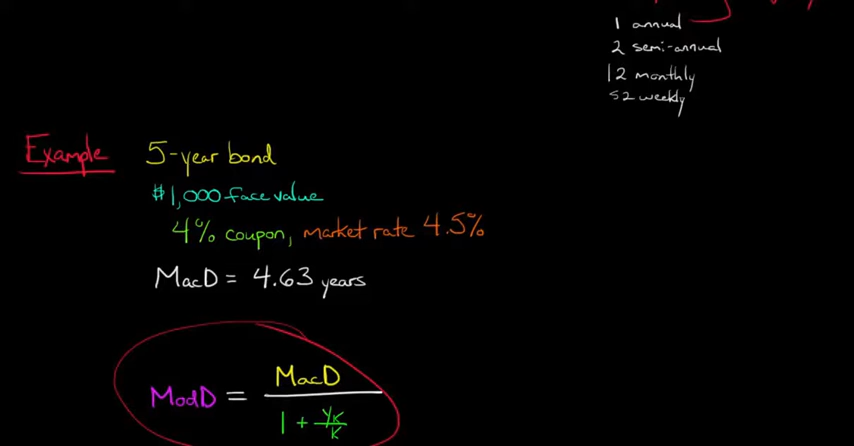 1 annual
2 semi-annual
12 monthly
52 weekly
Example
5-year bond
$1,000 face value
4% coupon, market rate 4.5%
MacD = 4.63 years
ModD = MacD
1 + yk
k